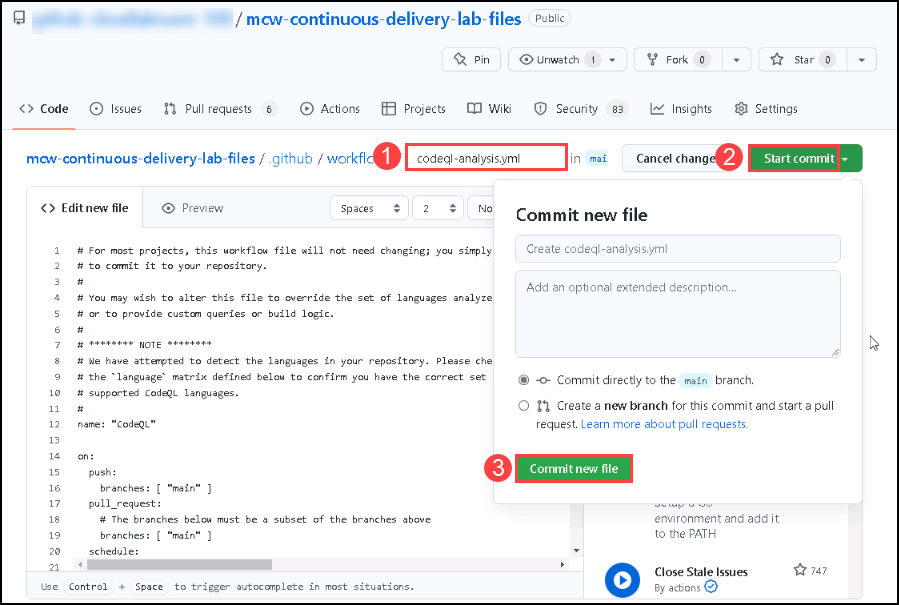 / mcw-continuous-delivery-lab-files Public
Pin Unwatch 1 Fork 0 Star 0
Code Issues Pull requests 6 Actions Projects Wiki Security 83 Insights Settings
mcw-continuous-delivery-lab-files / .github / workfl 1 codeql-analysis.yml in mai Cancel change 2 Start commit
Edit new file Preview Spaces 2 No
Commit new file
Create codeql-analysis.yml
Add an optional extended description...
Commit directly to the main branch.
Create a new branch for this commit and start a pull
request. Learn more about pull requests.
3 Commit new file
1 # For most projects, this workflow file will not need changing; you simply
2 # to commit it to your repository.
3 #
4 # You may wish to alter this file to override the set of languages analyze
5 # or to provide custom queries or build logic.
6 #
7 # ******** NOTE ********
8 # We have attempted to detect the languages in your repository. Please che
9 # the `language` matrix defined below to confirm you have the correct set
10 # supported CodeQL languages.
11 #
12 name: "CodeQL"
13
14 on:
15 push:
16 branches: [ "main" ]
17 pull_request:
18 # The branches below must be a subset of the branches above
19 branches: [ "main" ]
20 schedule:
21
Use Control + Space to trigger autocomplete in most situations.
environment and add it
to the PATH
Close Stale Issues 747
By actions